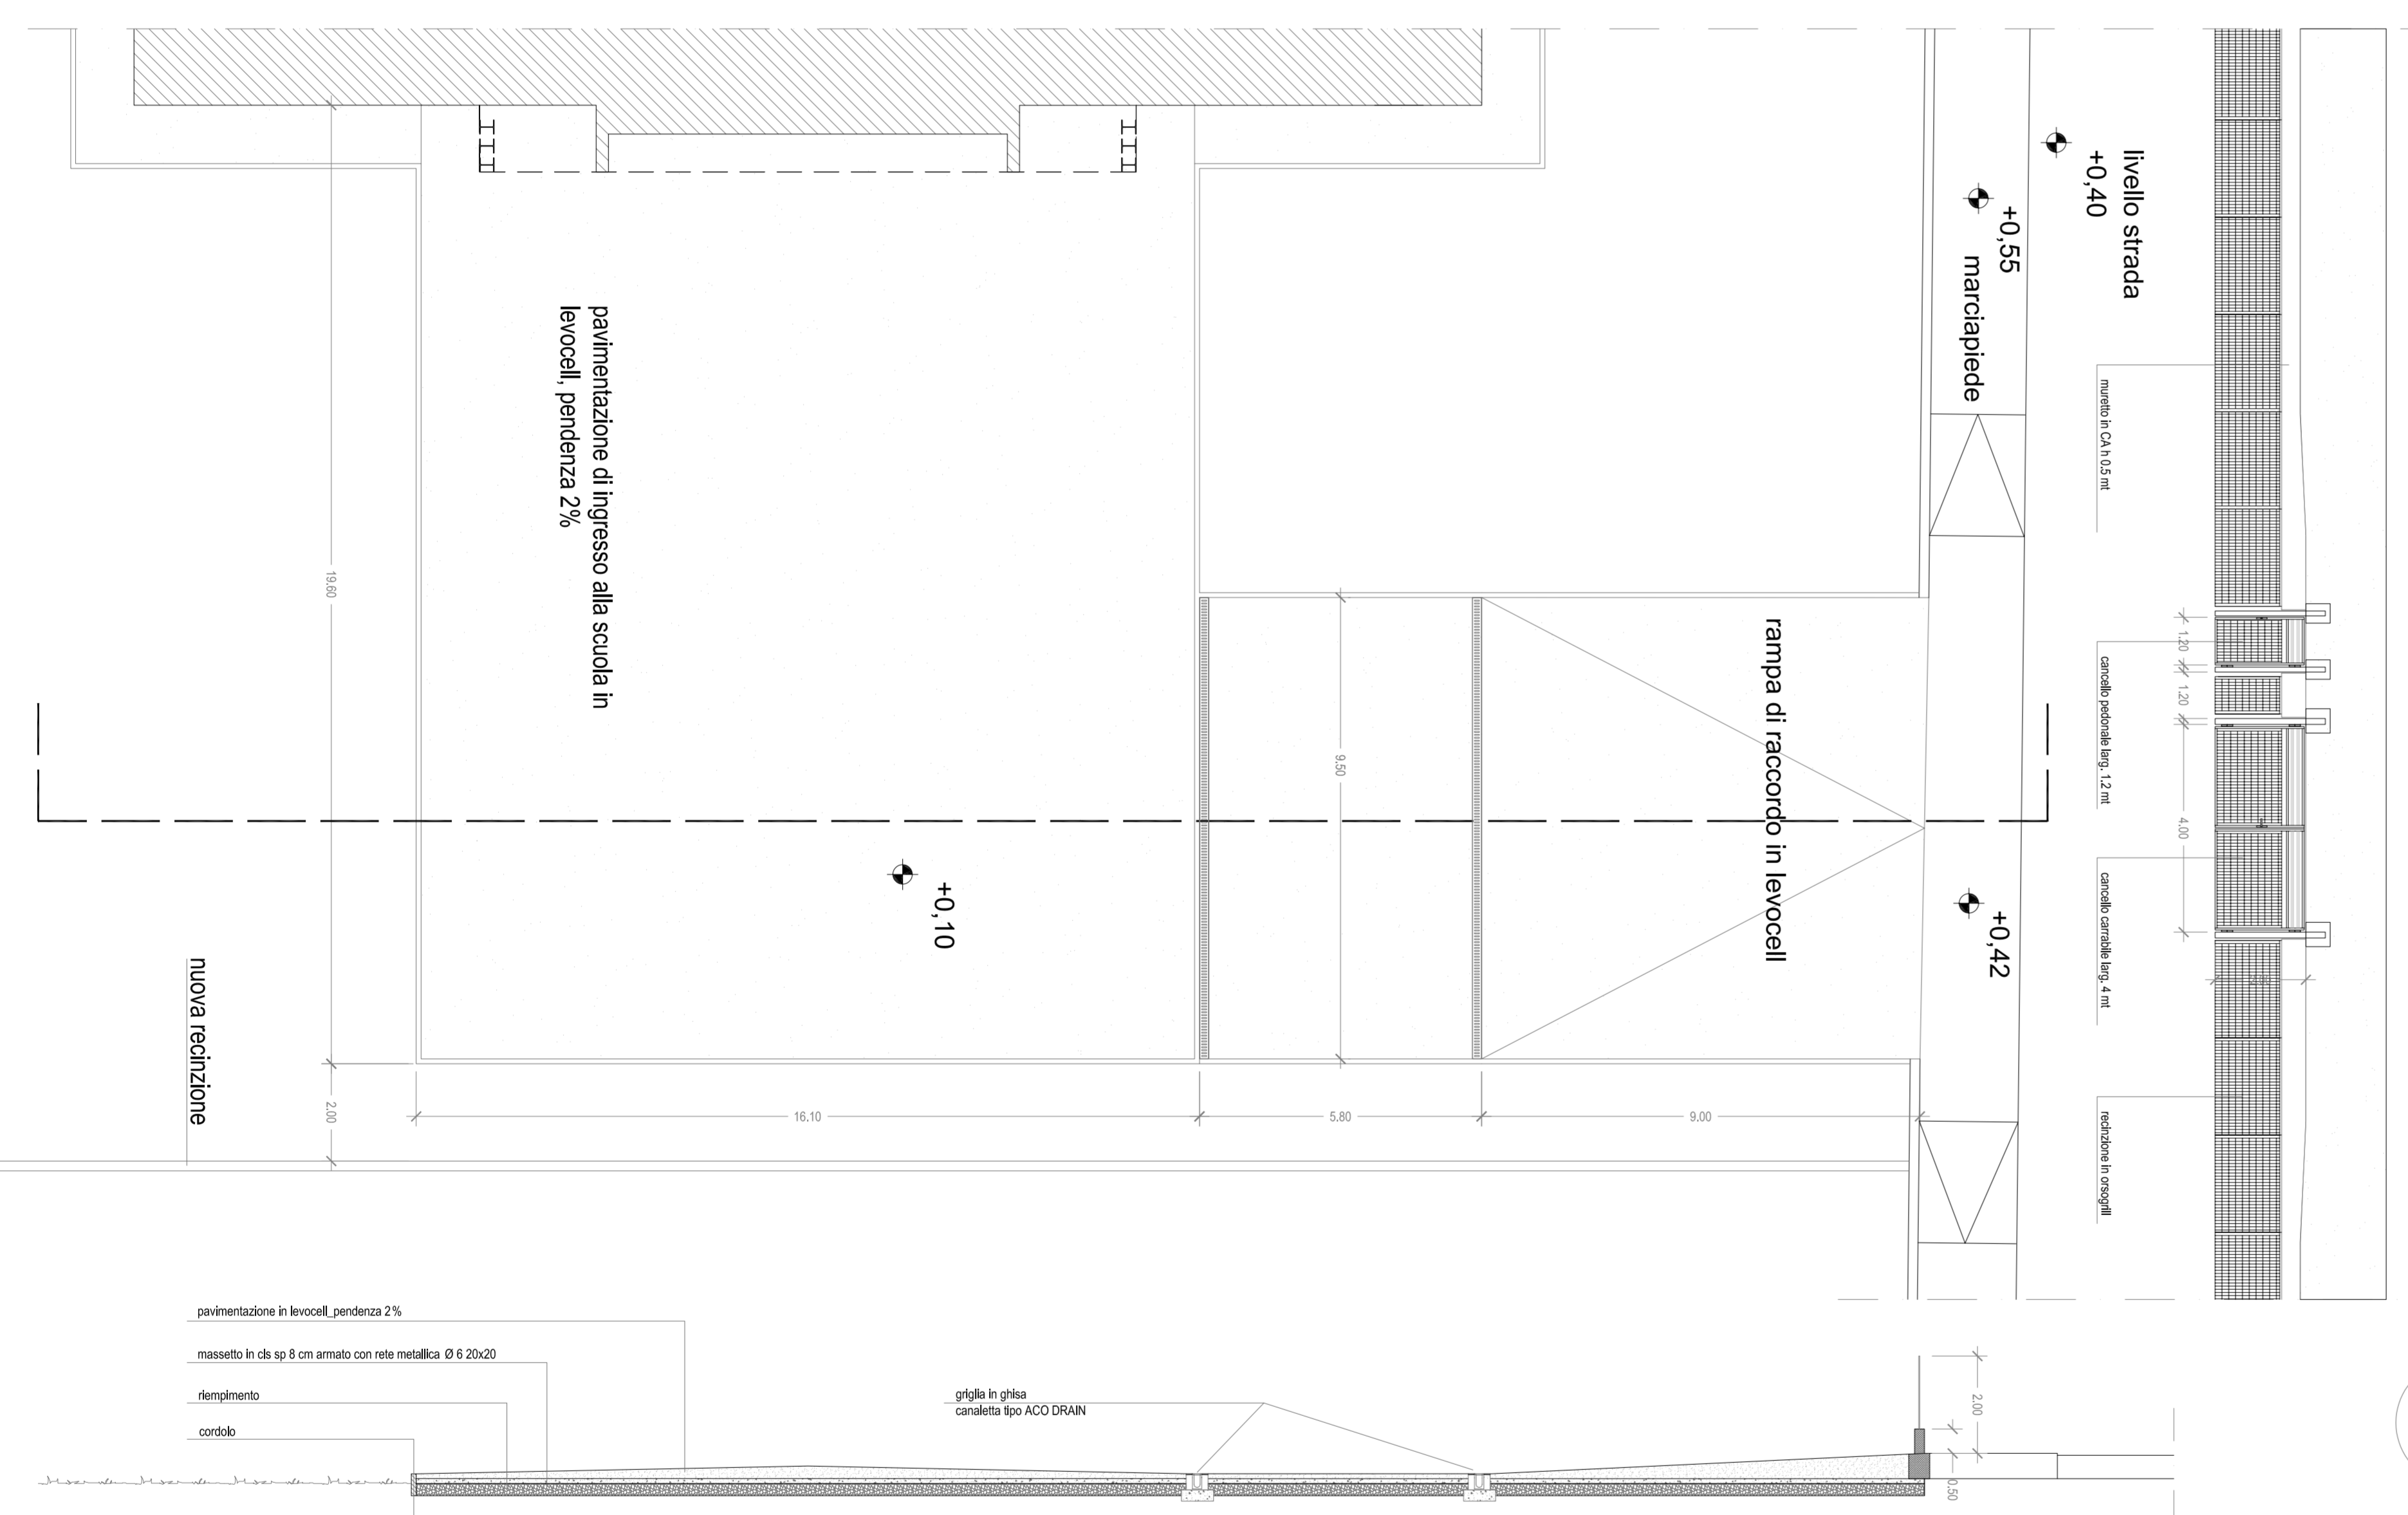 livello strada
+0,40
+0,55
marciapiede
muretto in CA h 0.5 mt
pavimentazione di ingresso alla scuola in
levocell, pendenza 2%
19.60
rampa di raccordo in levocell
9.50
1.20
cancello pedonale larg. 1.2 mt
1.20
4.00
cancello carrabile larg. 4 mt
+0,10
+0,42
2.00
nuova recinzione
recinzione in orsogrill
2.00
16.10
5.80
9.00
pavimentazione in levocell_pendenza 2%
massetto in cls sp 8 cm armato con rete metallica Ø 6 20x20
riempimento
cordolo
griglia in ghisa
canaletta tipo ACO DRAIN
2.00
0.50